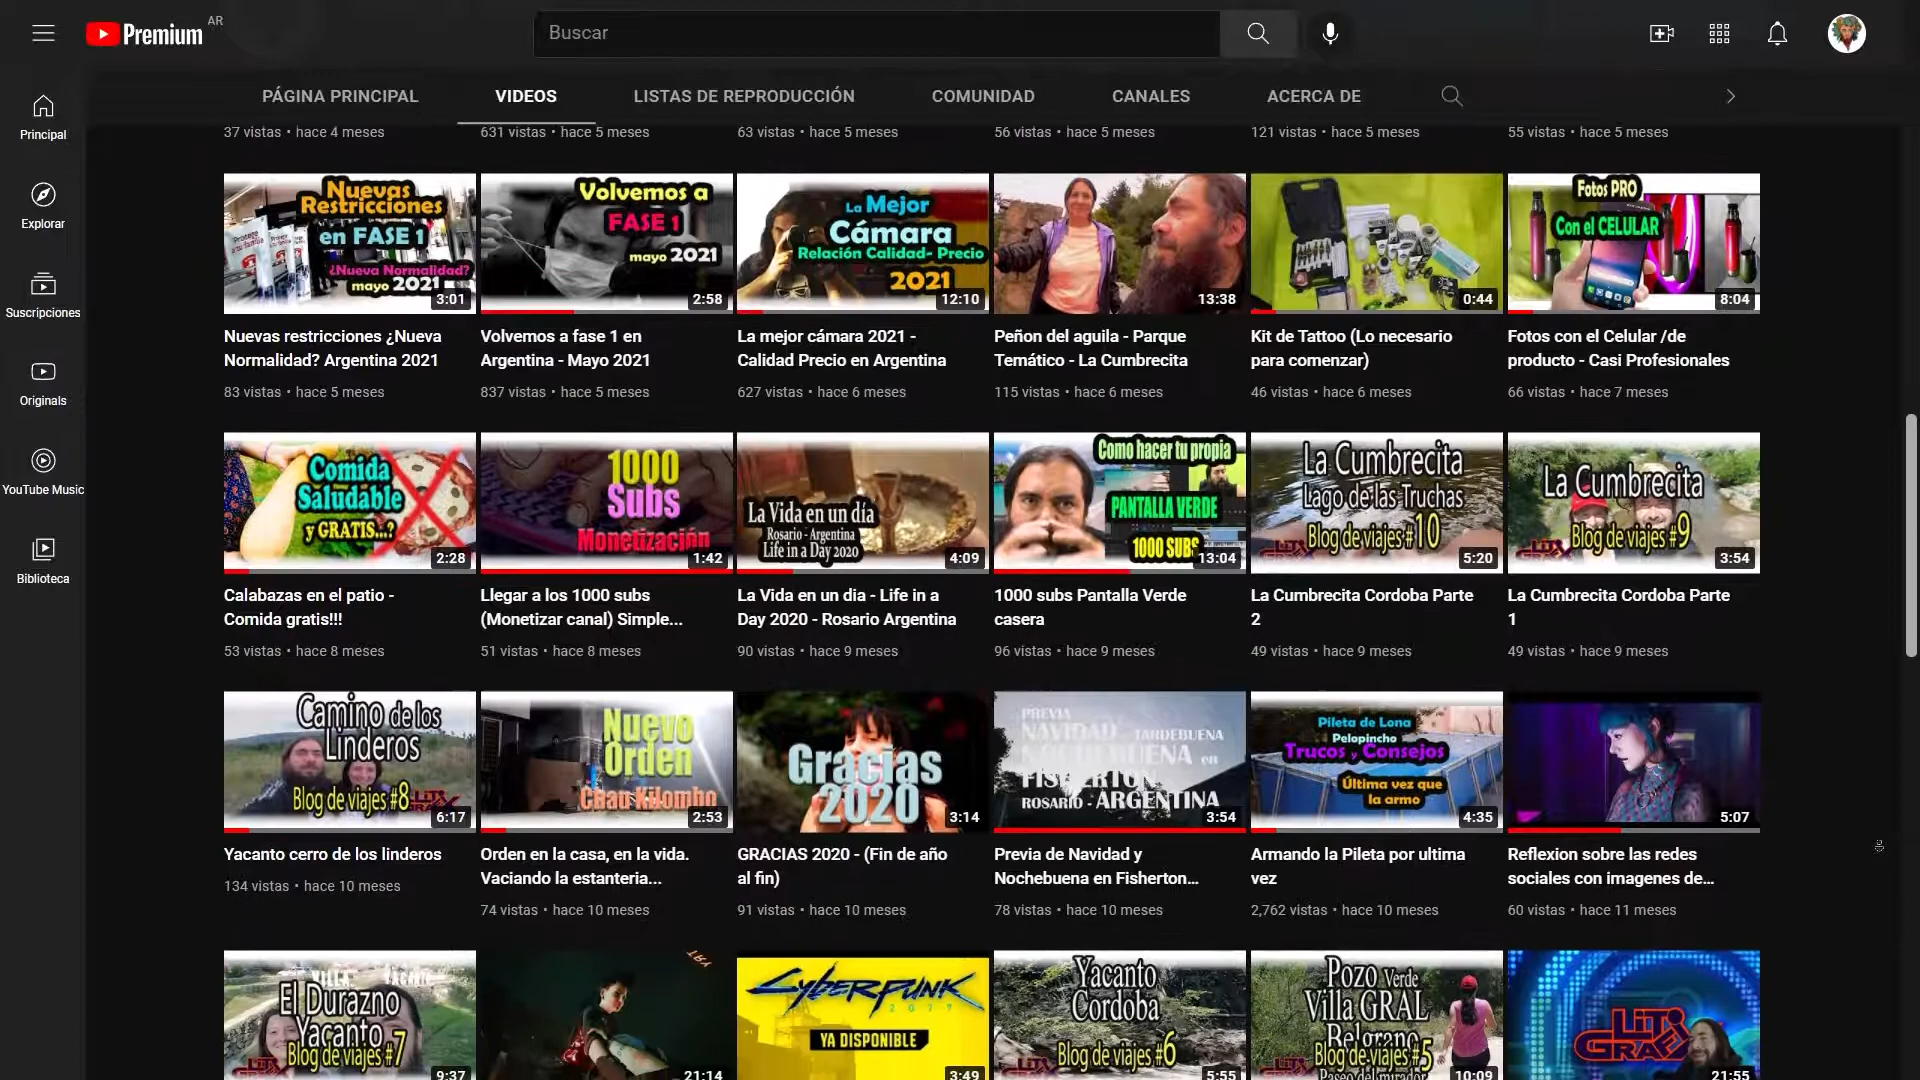 Premium AR
Buscar
PÁGINA PRINCIPAL
VIDEOS
LISTAS DE REPRODUCCIÓN
COMUNIDAD
CANALES
ACERCA DE
Principal
Explorar
Suscripciones
Originals
YouTube Music
Biblioteca
37 vistas • hace 4 meses
631 vistas • hace 5 meses
63 vistas • hace 5 meses
56 vistas • hace 5 meses
121 vistas • hace 5 meses
55 vistas • hace 5 meses
Nuevas
Restricciones
en FASE 1
¿Nueva Normalidad?
mayo 2021
3:01
Nuevas restricciones ¿Nueva
Normalidad? Argentina 2021
83 vistas • hace 5 meses
Volvemos a
FASE 1
mayo 2021
2:58
Volvemos a fase 1 en
Argentina - Mayo 2021
837 vistas • hace 5 meses
La Mejor
Cámara
Relación Calidad- Precio
2021
12:10
La mejor cámara 2021 -
Calidad Precio en Argentina
627 vistas • hace 6 meses
13:38
Peñon del aguila - Parque
Temático - La Cumbrecita
115 vistas • hace 6 meses
0:44
Kit de Tattoo (Lo necesario
para comenzar)
46 vistas • hace 6 meses
Fotos PRO
Con el CELULAR
8:04
Fotos con el Celular /de
producto - Casi Profesionales
66 vistas • hace 7 meses
Comida
Saludable
y GRATIS...?
2:28
Calabazas en el patio -
Comida gratis!!!
53 vistas • hace 8 meses
1000
Subs
Monetización
1:42
Llegar a los 1000 subs
(Monetizar canal) Simple...
51 vistas • hace 8 meses
La Vida en un día
Rosario - Argentina
Life in a Day 2020
4:09
La Vida en un dia - Life in a
Day 2020 - Rosario Argentina
90 vistas • hace 9 meses
Como hacer tu propia
PANTALLA VERDE
1000 SUBS
13:04
1000 subs Pantalla Verde
casera
96 vistas • hace 9 meses
La Cumbrecita
Lago de las Truchas
Blog de viajes #10
5:20
La Cumbrecita Cordoba Parte
2
49 vistas • hace 9 meses
La Cumbrecita
Blog de viajes #9
3:54
La Cumbrecita Cordoba Parte
1
49 vistas • hace 9 meses
Camino de los
Linderos
Blog de viajes #8
6:17
Yacanto cerro de los linderos
134 vistas • hace 10 meses
Nuevo
Orden
Chau Kilombo
2:53
Orden en la casa, en la vida.
Vaciando la estanteria...
74 vistas • hace 10 meses
Gracias
2020
3:14
GRACIAS 2020 - (Fin de año
al fin)
91 vistas • hace 10 meses
PREVIA
NAVIDAD TARDEBUENA
NOCHEBUENA en
FISHERTON
ROSARIO - ARGENTINA
3:54
Previa de Navidad y
Nochebuena en Fisherton...
78 vistas • hace 10 meses
Pileta de Lona
Pelopincho
Trucos y Consejos
Última vez que
la armo
4:35
Armando la Pileta por ultima
vez
2,762 vistas • hace 10 meses
5:07
Reflexion sobre las redes
sociales con imagenes de...
60 vistas • hace 11 meses
VILLA YACANTO
El Durazno
Yacanto
Blog de viajes #7
9:37
21:14
CYBERPUNK
2077
YA DISPONIBLE
3:49
Yacanto
Cordoba
Blog de viajes #6
5:55
Pozo Verde
Villa GRAL
Belgrano
Blog de viajes #5
Paseo del mirador
10:09
LITOGRAEX
21:55